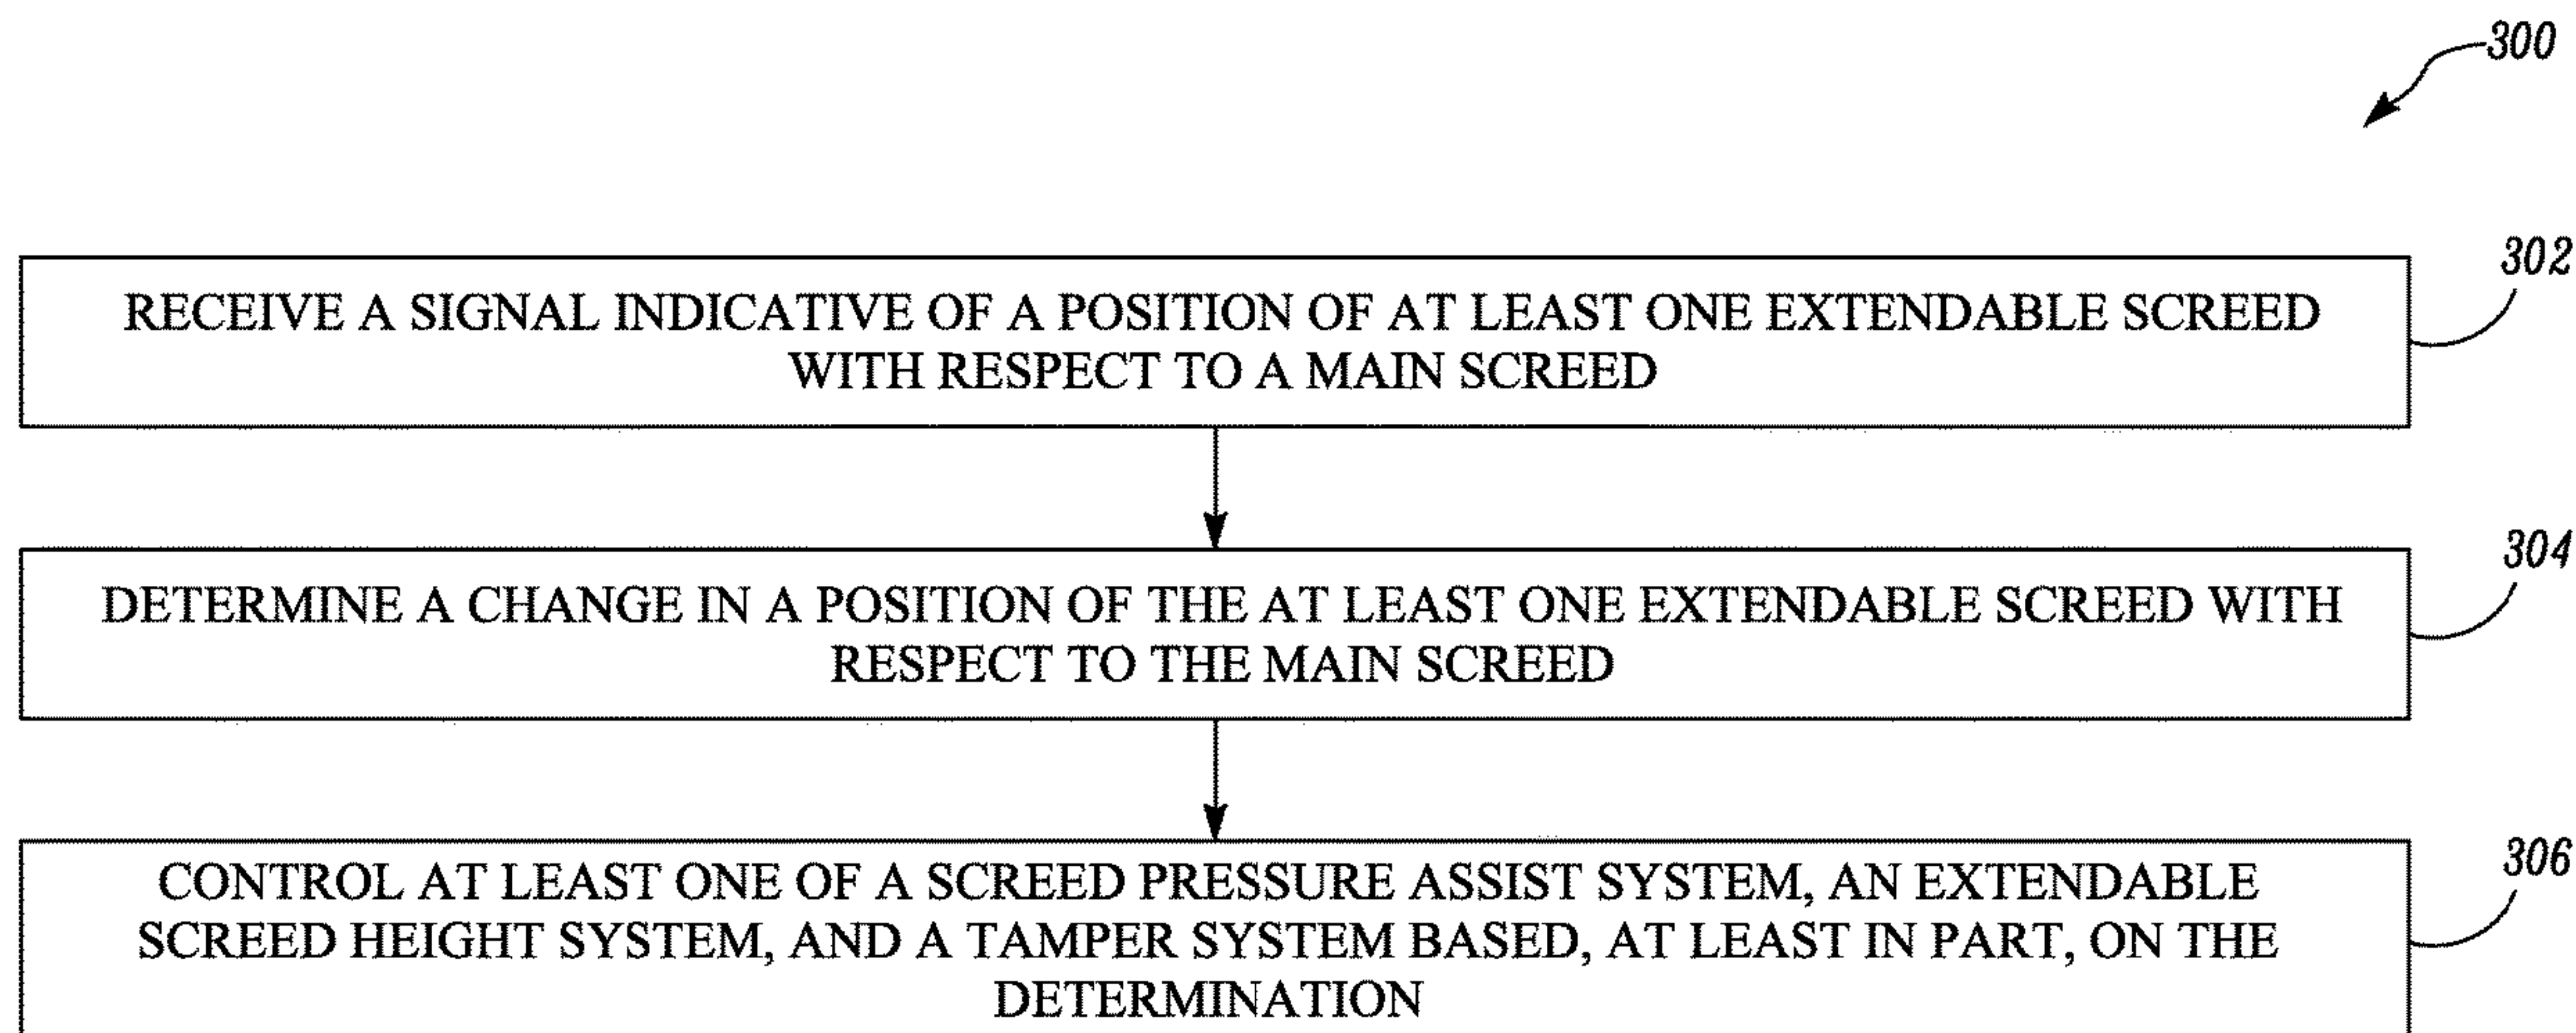 300
302
RECEIVE A SIGNAL INDICATIVE OF A POSITION OF AT LEAST ONE EXTENDABLE SCREED
WITH RESPECT TO A MAIN SCREED
304
DETERMINE A CHANGE IN A POSITION OF THE AT LEAST ONE EXTENDABLE SCREED WITH
RESPECT TO THE MAIN SCREED
306
CONTROL AT LEAST ONE OF A SCREED PRESSURE ASSIST SYSTEM, AN EXTENDABLE
SCREED HEIGHT SYSTEM, AND A TAMPER SYSTEM BASED, AT LEAST IN PART, ON THE
DETERMINATION